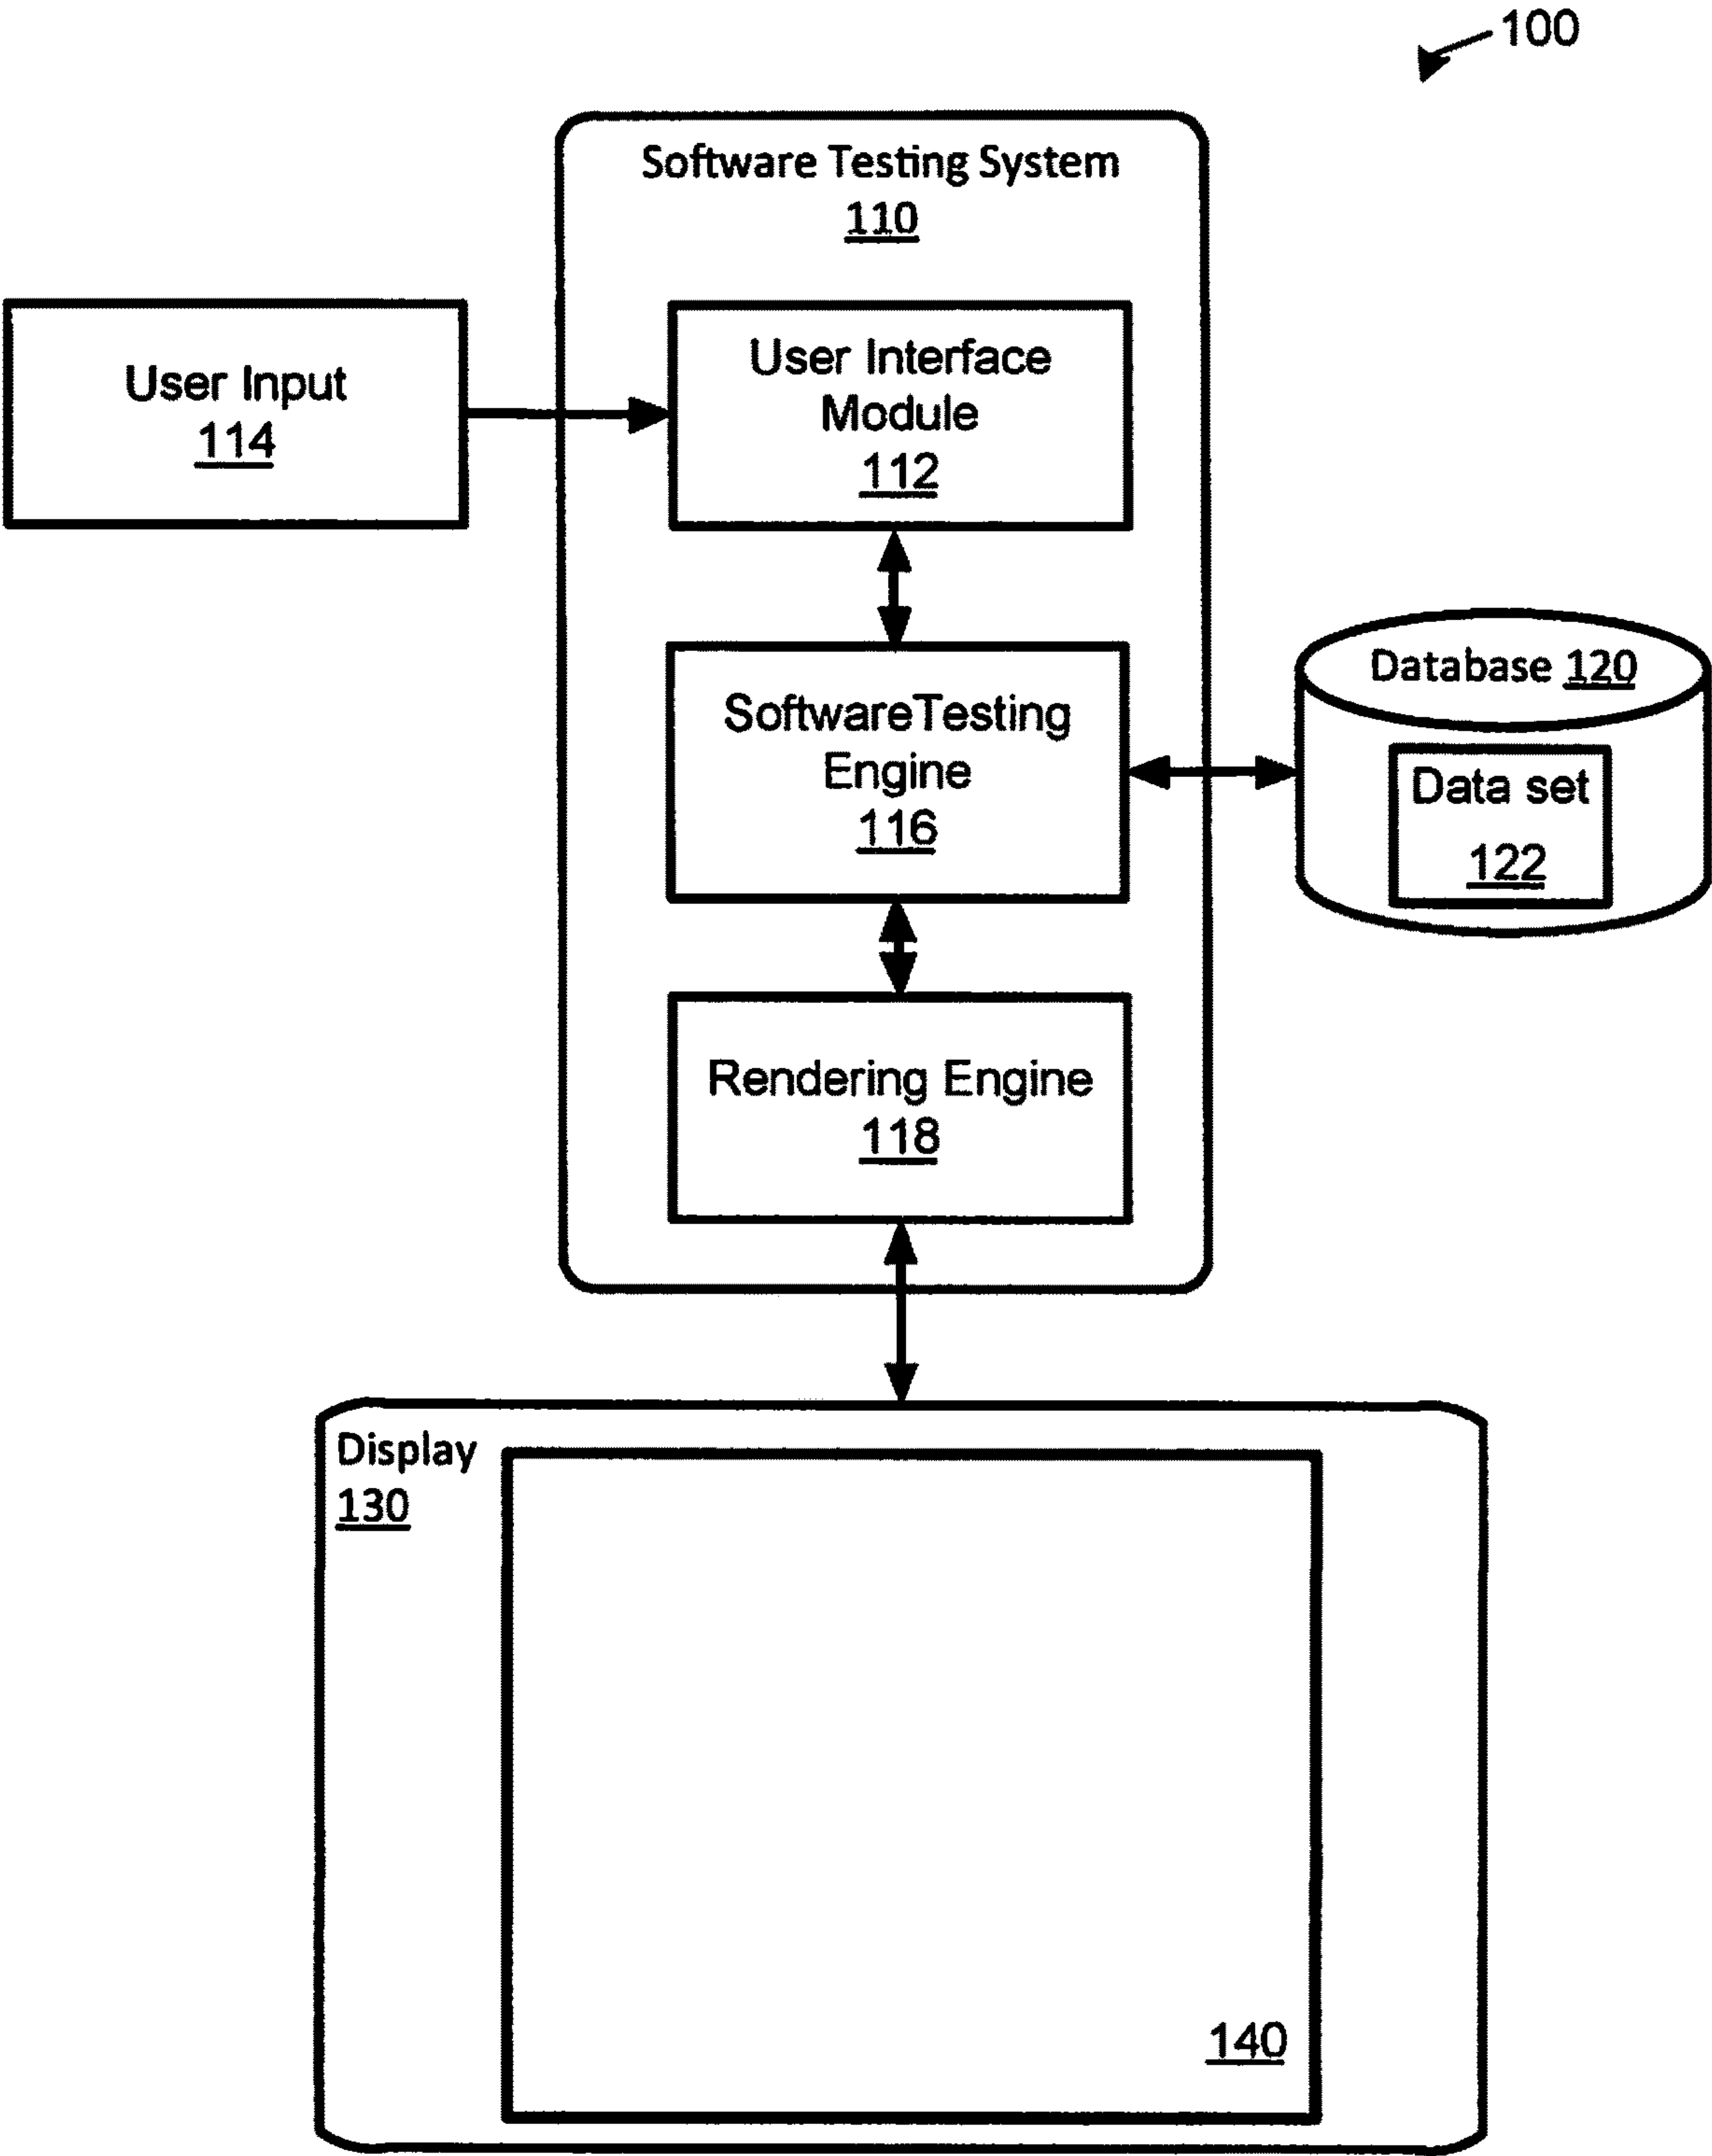 100
Software Testing System
110
User Input
114
User Interface
Module
112
SoftwareTesting
Engine
116
Database 120
Data set
122
Rendering Engine
118
Display
130
140